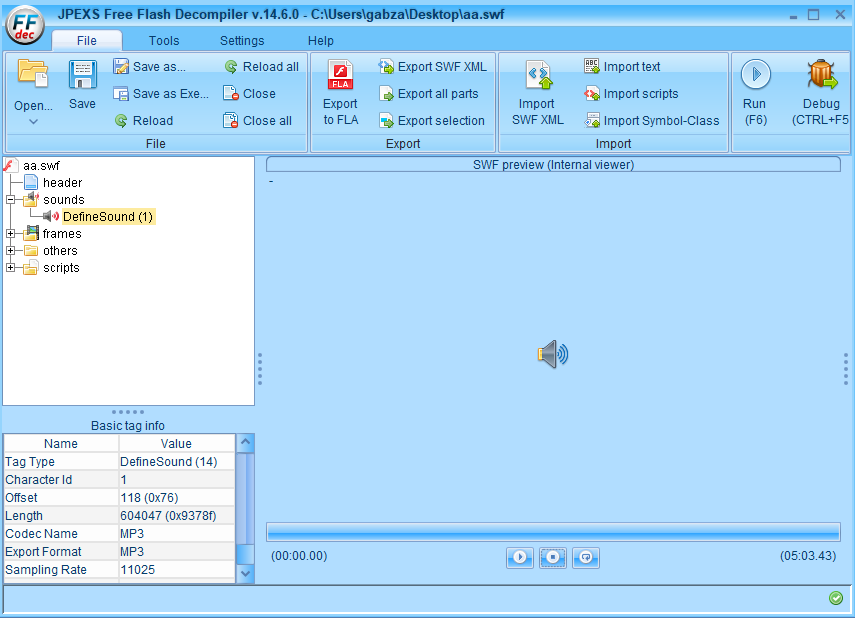 FF dec
JPEXS Free Flash Decompiler v.14.6.0 - C:\Users\gabza\Desktop\aa.swf
File Tools Settings Help
Open...
Save
Save as...
Save as Exe...
Reload
Reload all
Close
Close all
File
Export
to FLA
FLA
Export SWF XML
Export all parts
Export selection
Export
Import
SWF XML
ABC
Import text
Import scripts
Import Symbol-Class
Import
Run
(F6)
Debug
(CTRL+F5
aa.swf
header
sounds
DefineSound (1)
frames
others
scripts
SWF preview (Internal viewer)
-
Basic tag info
Name Value
Tag Type DefineSound (14)
Character Id 1
Offset 118 (0x76)
Length 604047 (0x9378f)
Codec Name MP3
Export Format MP3
Sampling Rate 11025
(00:00.00)
(05:03.43)